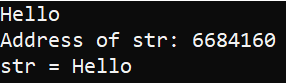 Hello
Address of str: 6684160
str = Hello